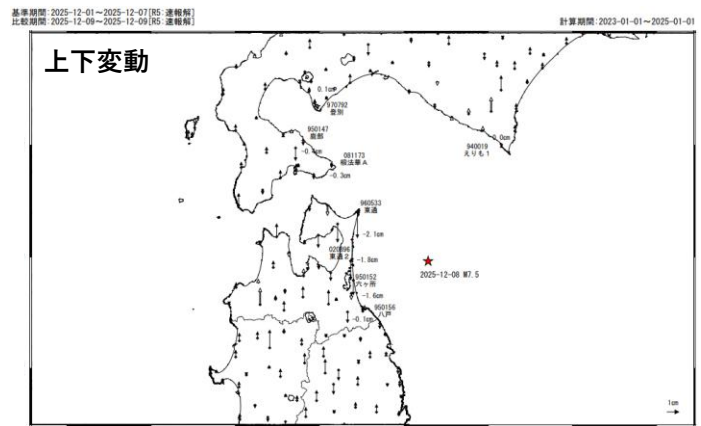 基準期間:2025-12-01～2025-12-07[R5:速報解]
比較期間:2025-12-09～2025-12-09[R5:速報解]
計算期間:2023-01-01～2025-01-01
上下変動
0.1cm
970792
登別
950147
鹿部
-0.4cm
081173
椴法華A
-0.3cm
0.0cm
940019
えりも1
960533
東通
-2.1cm
020896
東通2
-1.8cm
2025-12-08 M7.5
950152
六ヶ所
-1.6cm
950156
八戸
-0.1cm
1cm